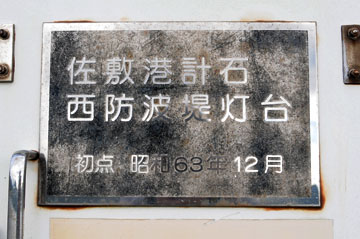 佐敷港計石
西防波堤灯台
初点 昭和63年12月